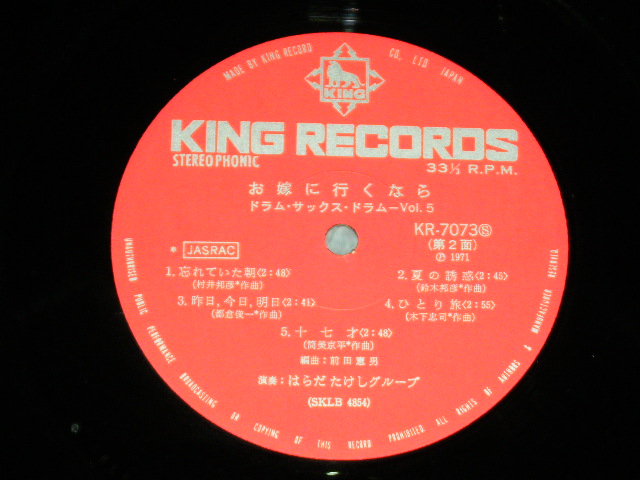 MADE BY KING RECORD CO., LTD. JAPAN
KING
KING RECORDS
STEREOPHONIC
33⅓ R.P.M.
お嫁に行くなら
ドラム・サックス・ドラム－Vol. 5
KR-7073Ⓢ
(第2面)
Ⓟ 1971
* JASRAC
1. 忘れていた朝〈2:48〉
(村井邦彦*作曲)
2. 夏の誘惑〈2:45〉
(鈴木邦彦*作曲)
3. 昨日, 今日, 明日〈2:41〉
(都倉俊一*作曲)
4. ひとり旅〈2:55〉
(木下忠司*作曲)
5. 十七才〈2:48〉
(筒美京平*作曲)
編曲: 前田憲男
演奏: はらだたけしグループ
(SKLB 4854)
UNAUTHORISED PUBLIC PERFORMANCE BROADCASTING OR COPYING OF THIS RECORD PROHIBITED. ALL RIGHTS OF AUTHORS & MANUFACTURER RESERVED.